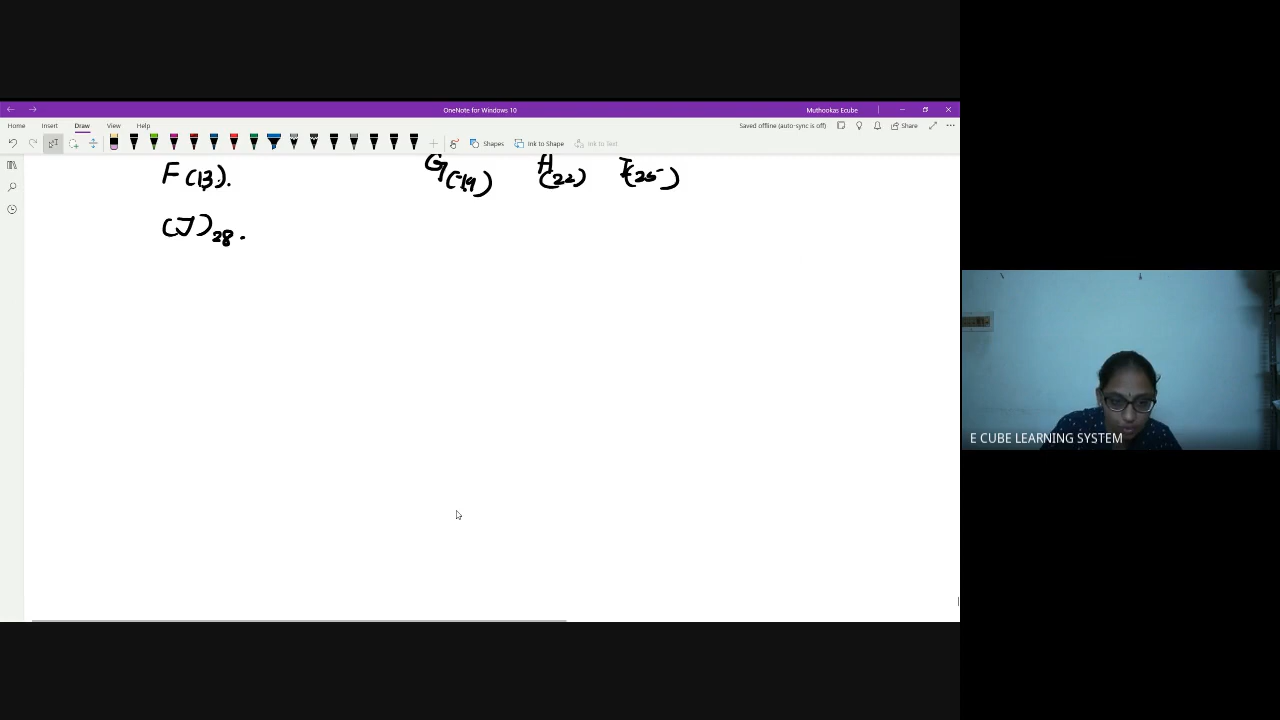 OneNote for Windows 10
Muthookas Ecube
Home Insert Draw View Help
Saved offline (auto-sync is off)
Share
Shapes Ink to Shape Ink to Text
F (13). G (19) H (22) I (25)
(J) 28.
E CUBE LEARNING SYSTEM